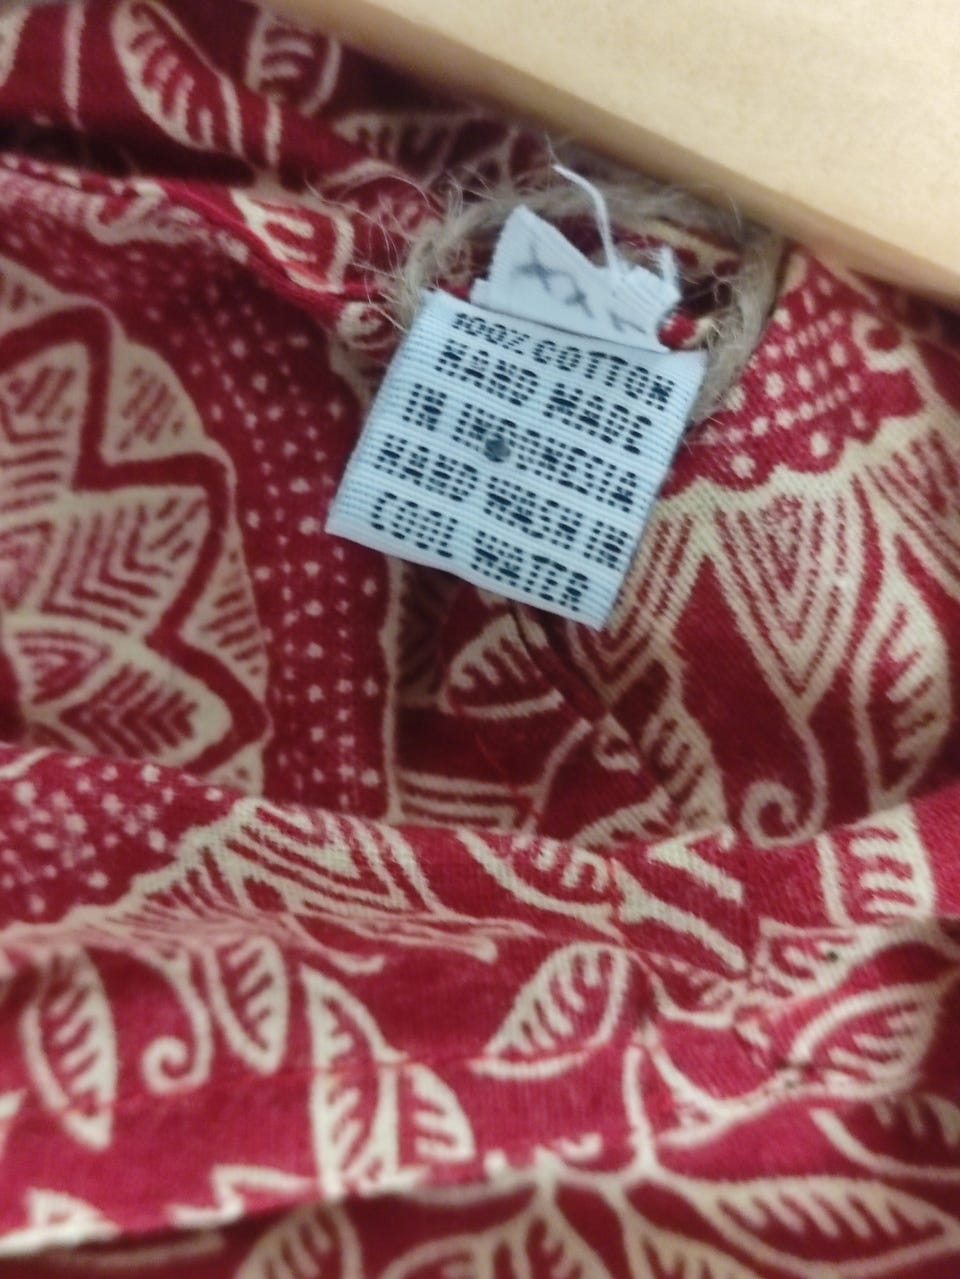 100% COTTON
HAND MADE
IN INDONESIA
HAND WASH IN
COOL WATER